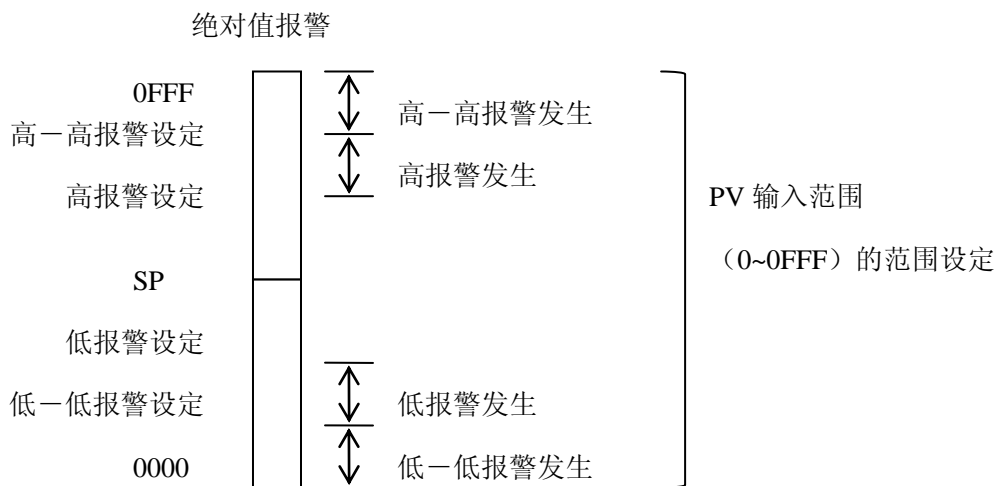 绝对值报警
0FFF
高－高报警发生
高－高报警设定
高报警发生
高报警设定
PV 输入范围
（0~0FFF）的范围设定
SP
低报警设定
低－低报警设定
低报警发生
0000
低－低报警发生